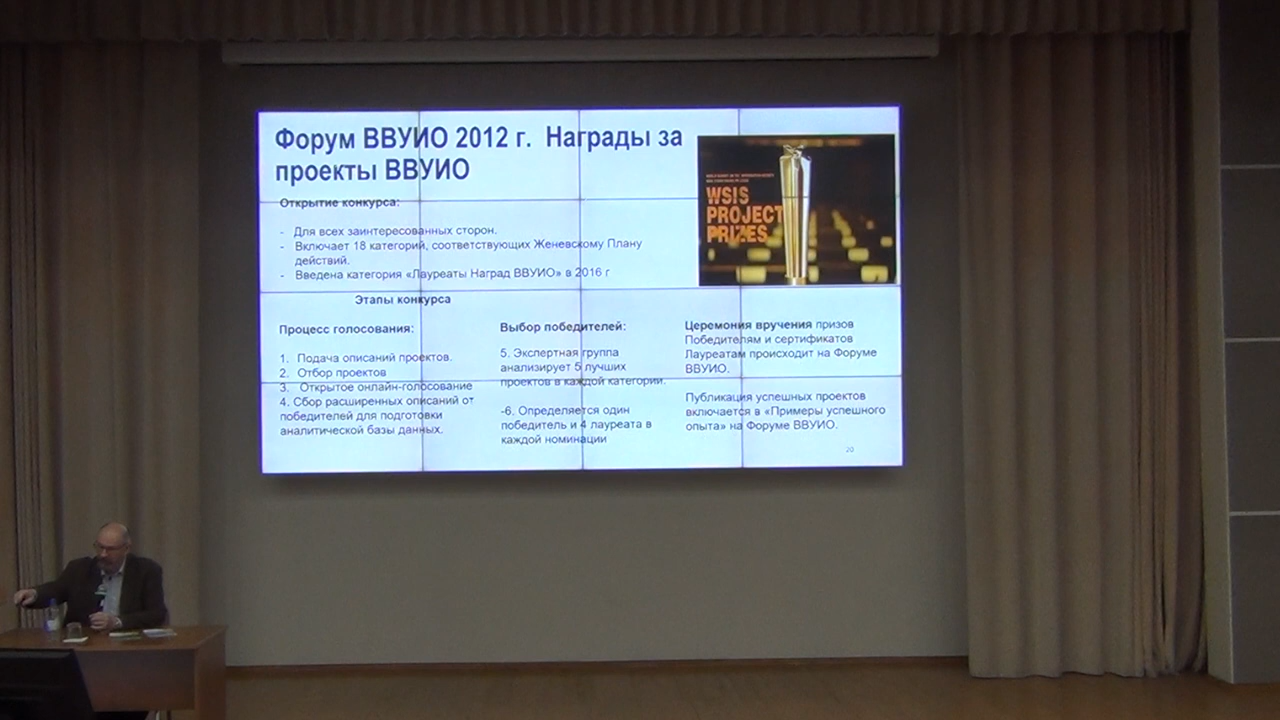 Форум ВВУИО 2012 г. Награды за
проекты ВВУИО
Открытие конкурса:
- Для всех заинтересованных сторон.
- Включает 18 категорий, соответствующих Женевскому Плану
действий.
- Введена категория «Лауреаты Наград ВВУИО» в 2016 г
WSIS
PROJECT
PRIZES
Этапы конкурса
Процесс голосования:
1. Подача описаний проектов.
2. Отбор проектов
3. Открытое онлайн-голосование
4. Сбор расширенных описаний от
победителей для подготовки
аналитической базы данных.
Выбор победителей:
5. Экспертная группа
анализирует 5 лучших
проектов в каждой категории.
-6. Определяется один
победитель и 4 лауреата в
каждой номинации
Церемония вручения призов
Победителям и сертификатов
Лауреатам происходит на Форуме
ВВУИО.
Публикация успешных проектов
включается в «Примеры успешного
опыта» на Форуме ВВУИО.
20